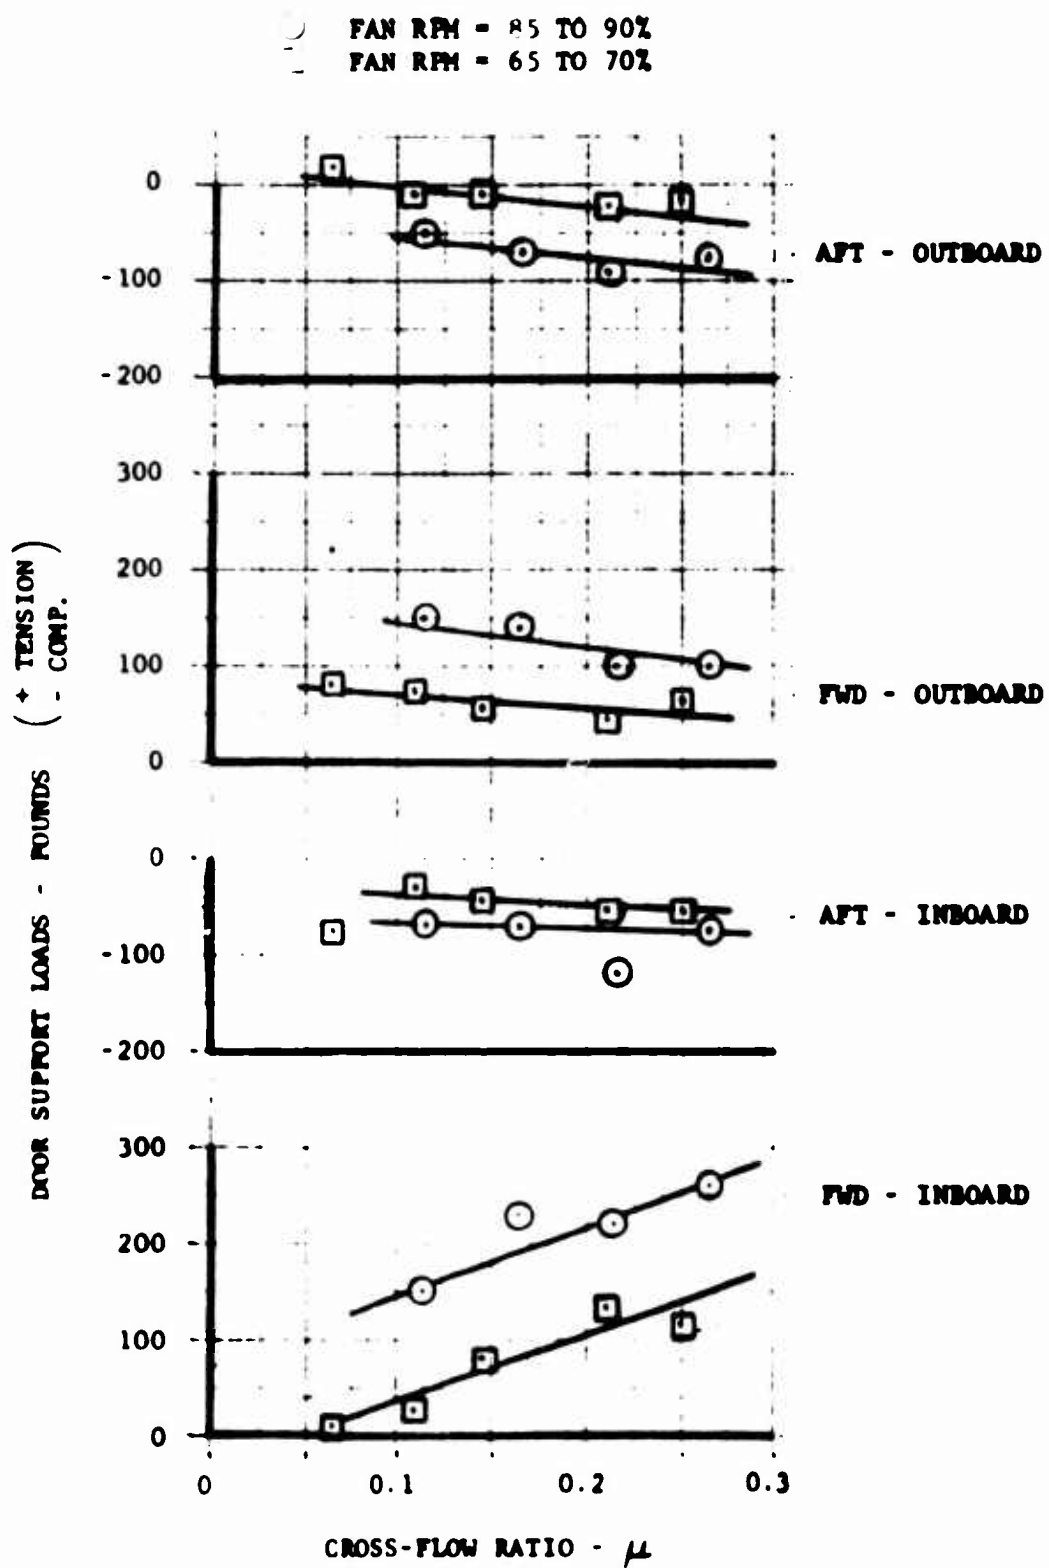 FAN RPM = 85 TO 90%
FAN RPM = 65 TO 70%
0
-100
-200
AFT - OUTBOARD
300
200
100
0
FWD - OUTBOARD
DOOR SUPPORT LOADS - POUNDS
( + TENSION
- COMP. )
0
-100
-200
AFT - INBOARD
300
200
100
0
FWD - INBOARD
0 0.1 0.2 0.3
CROSS-FLOW RATIO - μ